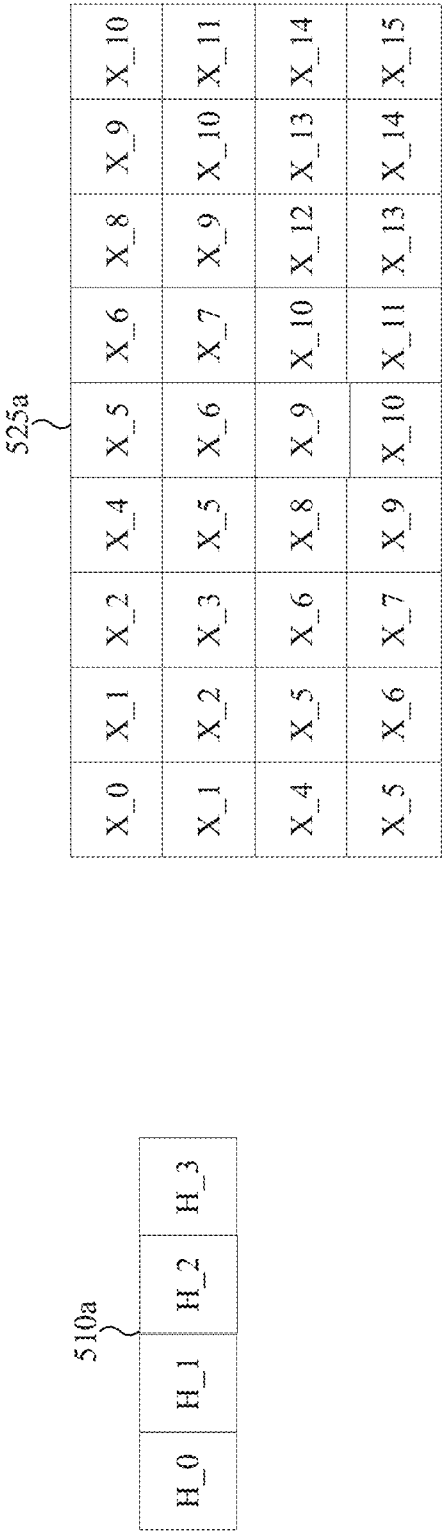 510a
H_0 H_1 H_2 H_3
525a
X_0 X_1 X_2 X_4 X_5 X_6 X_8 X_9 X_10
X_1 X_2 X_3 X_5 X_6 X_7 X_9 X_10 X_11
X_4 X_5 X_6 X_8 X_9 X_10 X_12 X_13 X_14
X_5 X_6 X_7 X_9 X_10 X_11 X_13 X_14 X_15